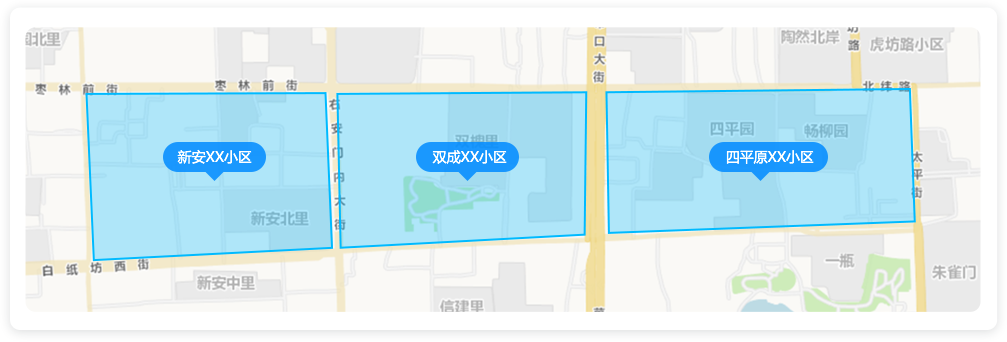 北里
陶然北岸
虎坊路小区
坊路
口大街
枣林前街
枣林前街
北纬路
右安门内大街
双槐里
四平园
畅柳园
新安XX小区
双成XX小区
四平原XX小区
太平街
新安北里
白纸坊西街
新安中里
信建里
一瓶
朱雀门